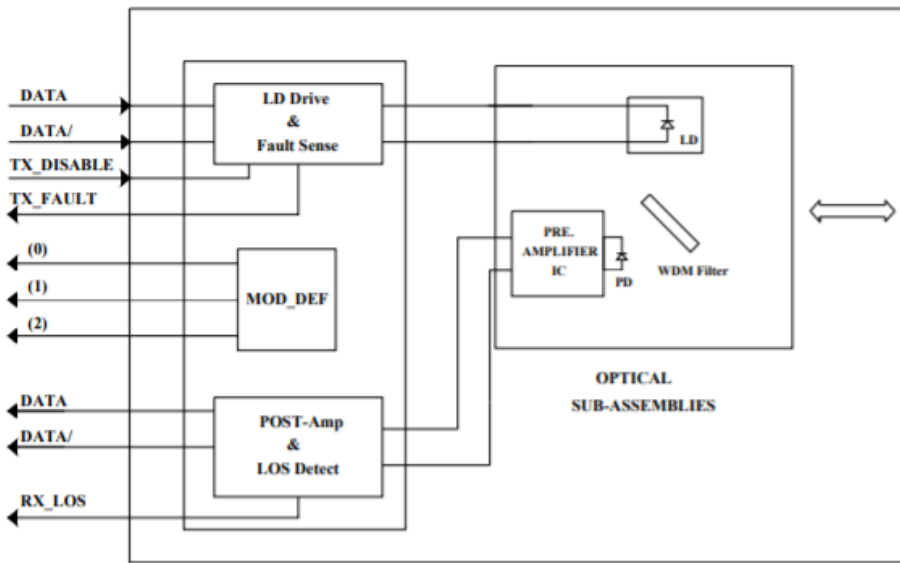 DATA
DATA/
TX_DISABLE
TX_FAULT
(0)
(1)
(2)
DATA
DATA/
RX_LOS
LD Drive
&
Fault Sense
MOD_DEF
POST-Amp
&
LOS Detect
LD
PRE.
AMPLIFIER
IC
PD
WDM Filter
OPTICAL
SUB-ASSEMBLIES